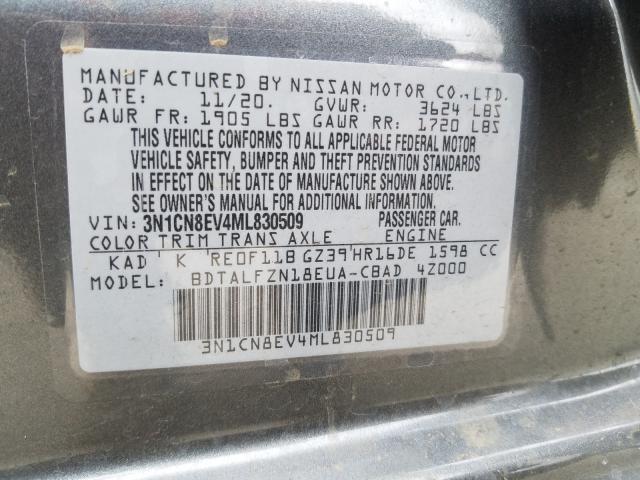 MANUFACTURED BY NISSAN MOTOR CO.,LTD.
DATE: 11/20. GVWR: 3624 LBS
GAWR FR: 1905 LBS GAWR RR: 1720 LBS
THIS VEHICLE CONFORMS TO ALL APPLICABLE FEDERAL MOTOR
VEHICLE SAFETY, BUMPER AND THEFT PREVENTION STANDARDS
IN EFFECT ON THE DATE OF MANUFACTURE SHOWN ABOVE.
SEE OWNER'S MANUAL FOR ADDITIONAL INFORMATION.
VIN: 3N1CN8EV4ML830509 PASSENGER CAR.
COLOR TRIM TRANS AXLE ENGINE
KAD K RE0F11B GZ39 HR16DE 1598 CC
MODEL: BDTALFZN18EUA-CBAD 4Z000
3N1CN8EV4ML830509